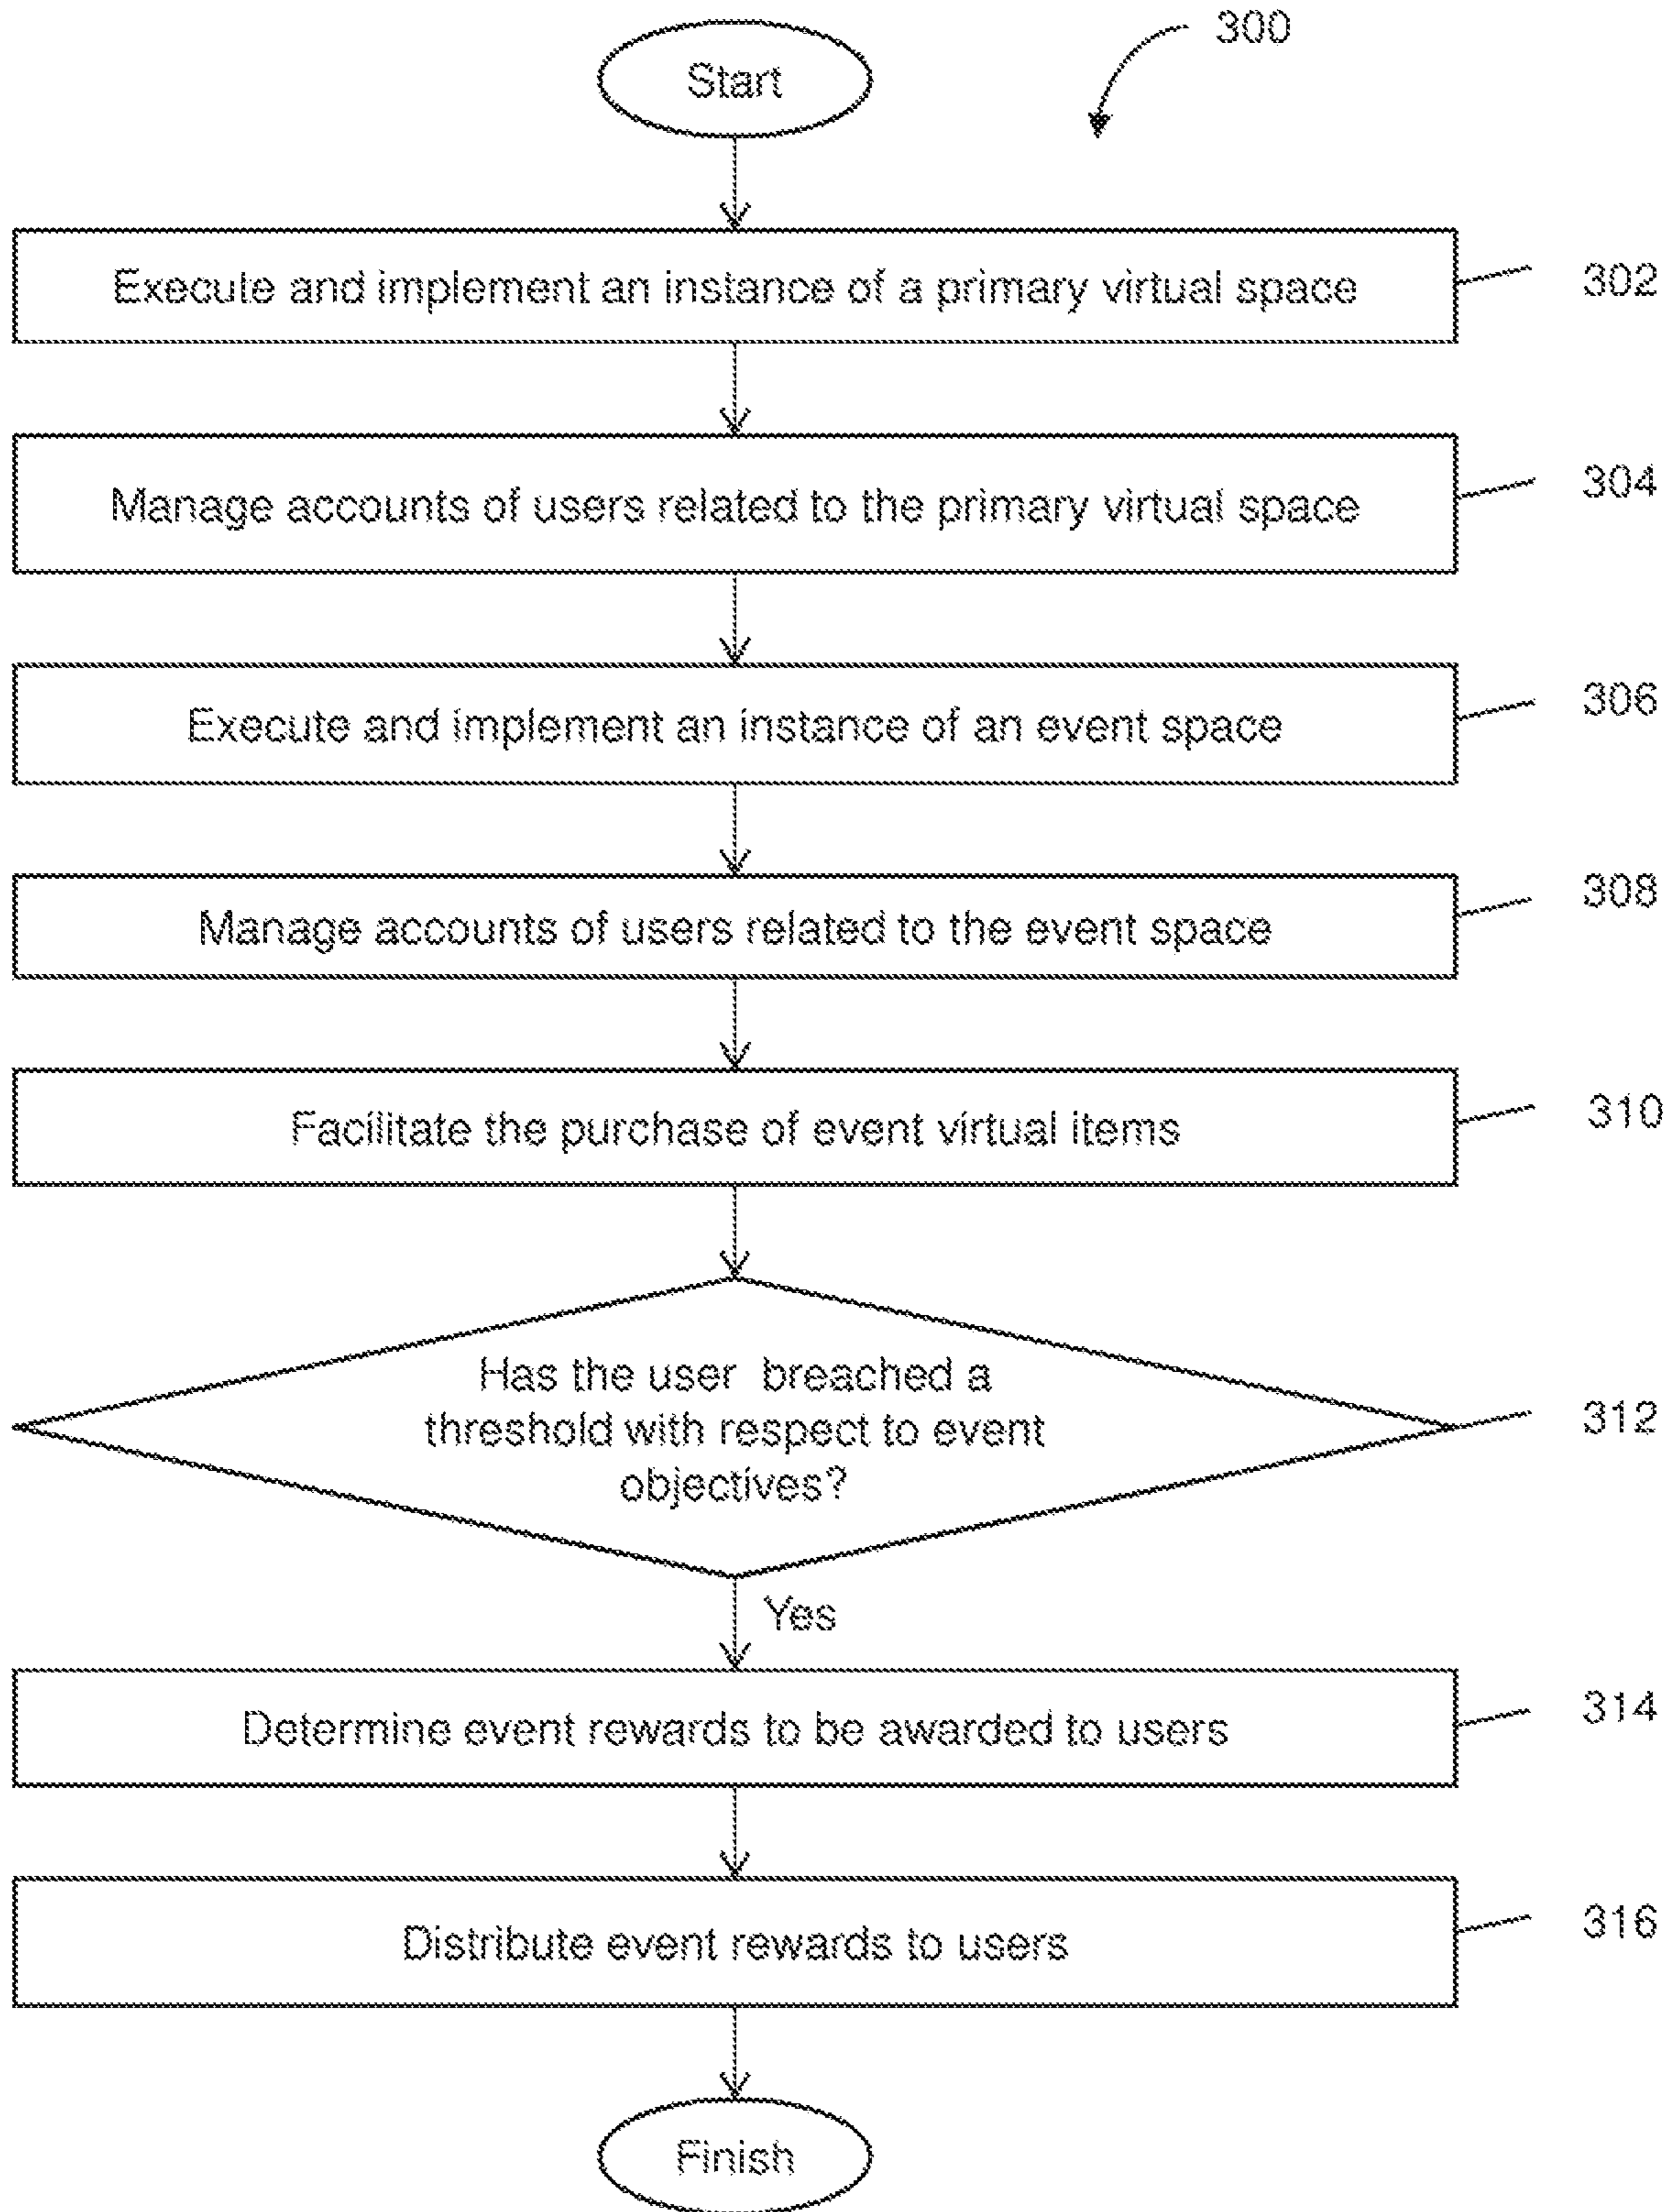 300
Start
Execute and implement an instance of a primary virtual space
302
Manage accounts of users related to the primary virtual space
304
Execute and implement an instance of an event space
306
Manage accounts of users related to the event space
308
Facilitate the purchase of event virtual items
310
Has the user breached a
threshold with respect to event
objectives?
312
Yes
Determine event rewards to be awarded to users
314
Distribute event rewards to users
316
Finish